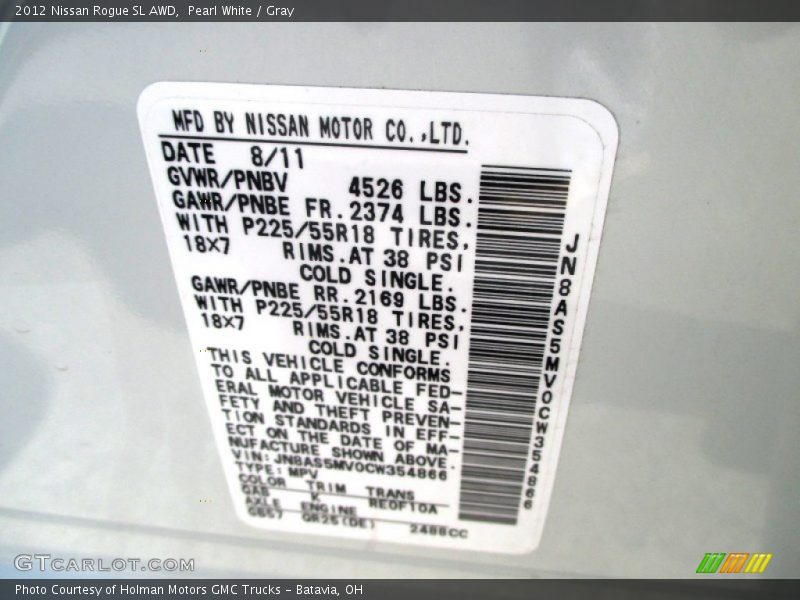 2012 Nissan Rogue SL AWD, Pearl White / Gray
MFD BY NISSAN MOTOR CO.,LTD.
DATE 8/11
GVWR/PNBV 4526 LBS.
GAWR/PNBE FR.2374 LBS.
WITH P225/55R18 TIRES,
18X7 RIMS.AT 38 PSI
COLD SINGLE.
GAWR/PNBE RR.2169 LBS.
WITH P225/55R18 TIRES,
18X7 RIMS.AT 38 PSI
COLD SINGLE.
THIS VEHICLE CONFORMS
TO ALL APPLICABLE FED-
ERAL MOTOR VEHICLE SA-
FETY AND THEFT PREVEN-
TION STANDARDS IN EFF-
ECT ON THE DATE OF MA-
NUFACTURE SHOWN ABOVE.
VIN:JN8AS5MV0CW354866
TYPE:MPV
COLOR TRIM TRANS
K REOF10A
AXLE ENGINE
QR25(DE) 2488CC
JN8AS5MV0CW354866
GTCarLot.com
Photo Courtesy of Holman Motors GMC Trucks - Batavia, OH